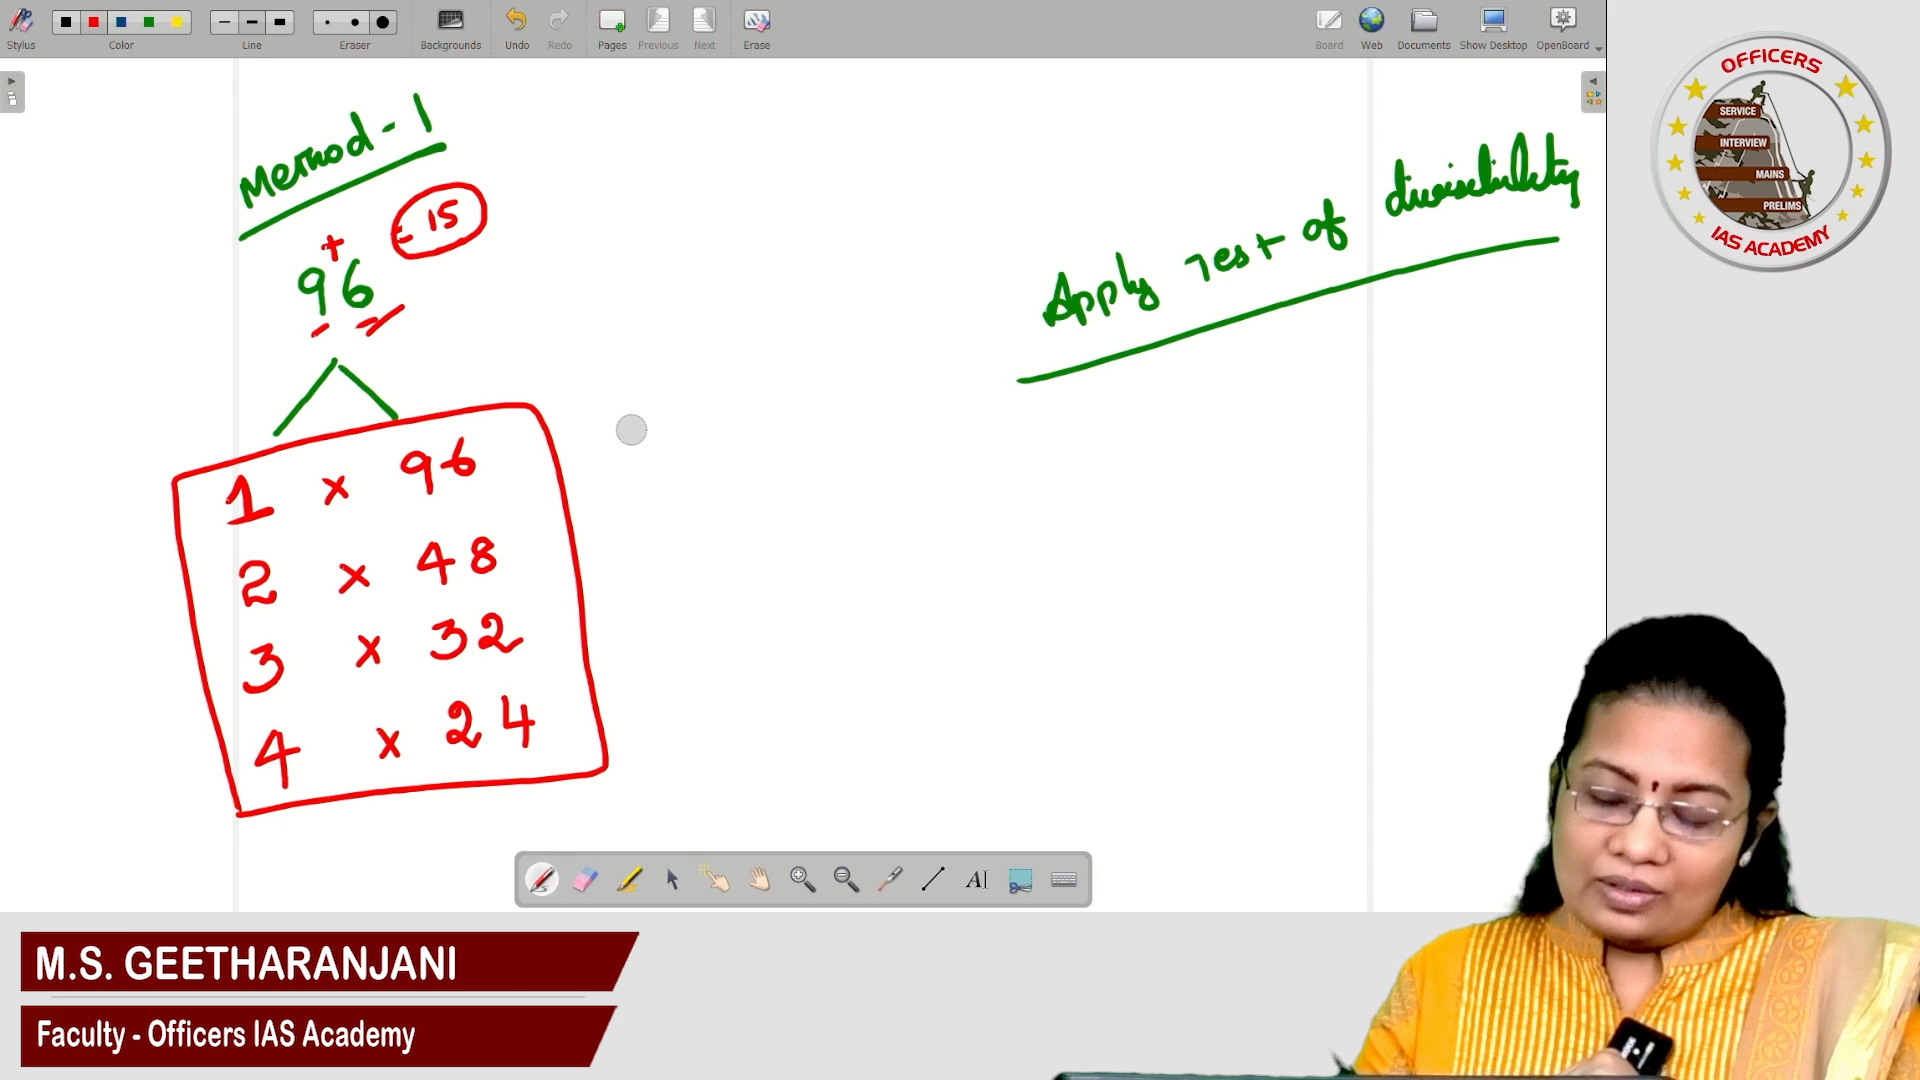 Stylus
Color
Line
Eraser
Backgrounds
Undo
Redo
Pages
Previous
Next
Erase
Board
Web
Documents
Show Desktop
OpenBoard
Method - 1
+
= 15
96
1 × 96
2 × 48
3 × 32
4 × 24
Apply Test of divisibility
OFFICERS
SERVICE
INTERVIEW
MAINS
PRELIMS
IAS ACADEMY
M.S. GEETHARANJANI
Faculty - Officers IAS Academy